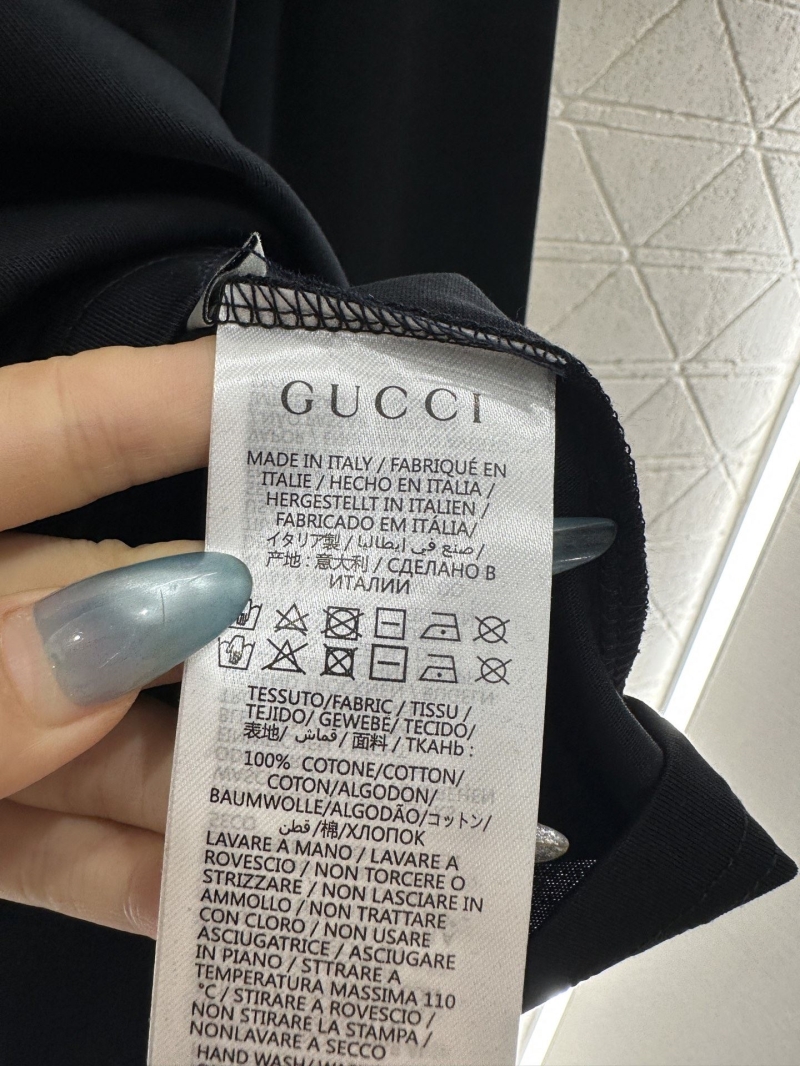 GUCCI
MADE IN ITALY / FABRIQUÉ EN
ITALIE / HECHO EN ITALIA /
HERGESTELLT IN ITALIEN /
FABRICADO EM ITÁLIA/
イタリア製 / صنع في ايطاليا /
产地：意大利 / СДЕЛАНО В
ИТАЛИИ
TESSUTO/FABRIC / TISSU /
TEJIDO/ GEWEBE/ TECIDO/
表地/ قماش / 面料 / ТКАНЬ :
100% COTONE/COTTON/
COTON/ALGODON/
BAUMWOLLE/ALGODÃO/コットン/
قطن /棉/ХЛОПОК
LAVARE A MANO / LAVARE A
ROVESCIO / NON TORCERE O
STRIZZARE / NON LASCIARE IN
AMMOLLO / NON TRATTARE
CON CLORO / NON USARE
ASCIUGATRICE / ASCIUGARE
IN PIANO / STTRARE A
TEMPERATURA MASSIMA 110
°C / STIRARE A ROVESCIO /
NON STIRARE LA STAMPA /
NONLAVARE A SECCO
HAND WASH/